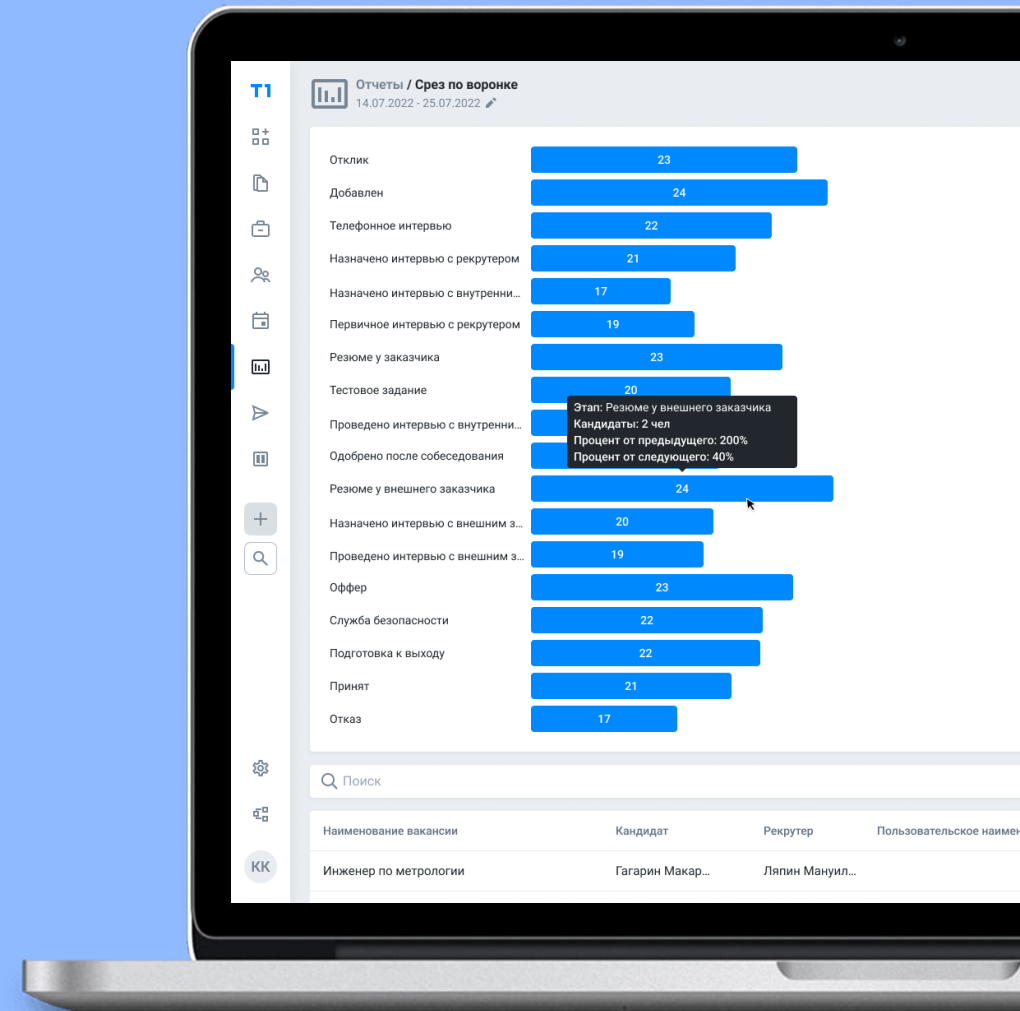 T1
Отчеты / Срез по воронке
14.07.2022 - 25.07.2022
Отклик 23
Добавлен 24
Телефонное интервью 22
Назначено интервью с рекрутером 21
Назначено интервью с внутренни... 17
Первичное интервью с рекрутером 19
Резюме у заказчика 23
Тестовое задание 20
Этап: Резюме у внешнего заказчика
Кандидаты: 2 чел
Процент от предыдущего: 200%
Процент от следующего: 40%
Проведено интервью с внутренни...
Одобрено после собеседования
Резюме у внешнего заказчика 24
Назначено интервью с внешним з... 20
Проведено интервью с внешним з... 19
Оффер 23
Служба безопасности 22
Подготовка к выходу 22
Принят 21
Отказ 17
Поиск
Наименование вакансии Кандидат Рекрутер Пользовательское наимен
КК
Инженер по метрологии Гагарин Макар... Ляпин Мануил...